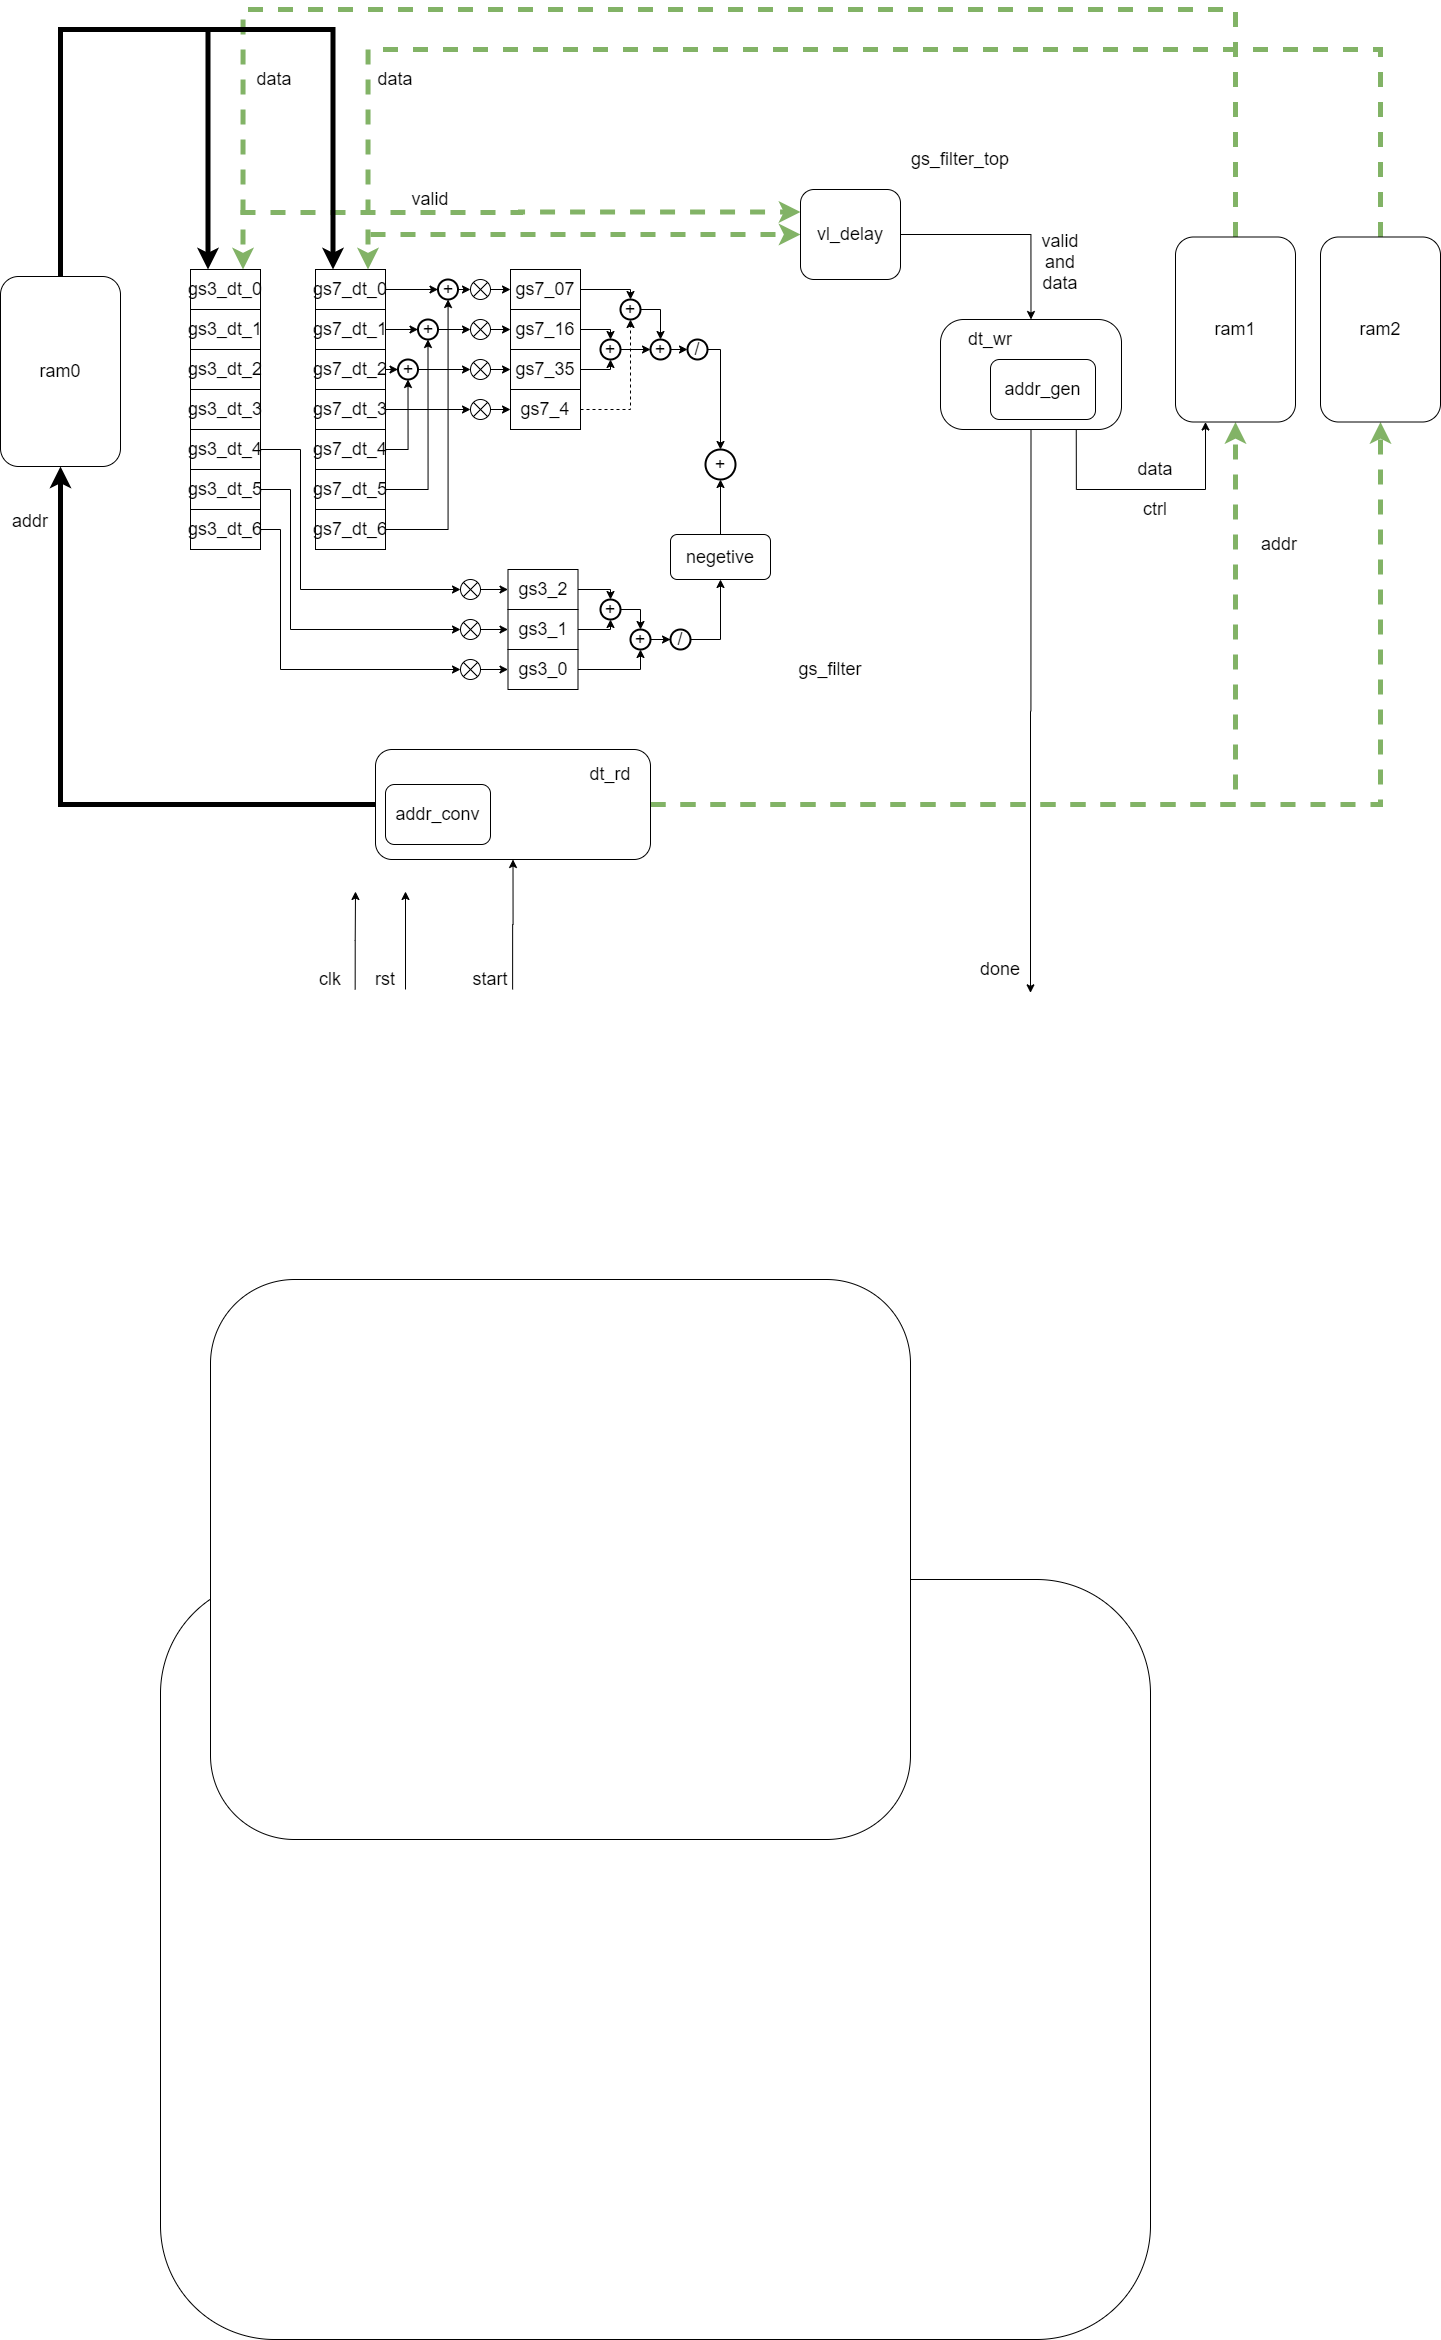 data
data
gs_filter_top
valid
vl_delay
valid
and
data
ram0
gs3_dt_0
gs3_dt_1
gs3_dt_2
gs3_dt_3
gs3_dt_4
gs3_dt_5
gs3_dt_6
gs7_dt_0
gs7_dt_1
gs7_dt_2
gs7_dt_3
gs7_dt_4
gs7_dt_5
gs7_dt_6
+
+
+
gs7_07
gs7_16
gs7_35
gs7_4
+
+
+
/
+
negetive
dt_wr
addr_gen
ram1
ram2
data
ctrl
addr
addr
gs3_2
gs3_1
gs3_0
+
+
/
gs_filter
dt_rd
addr_conv
clk
rst
start
done